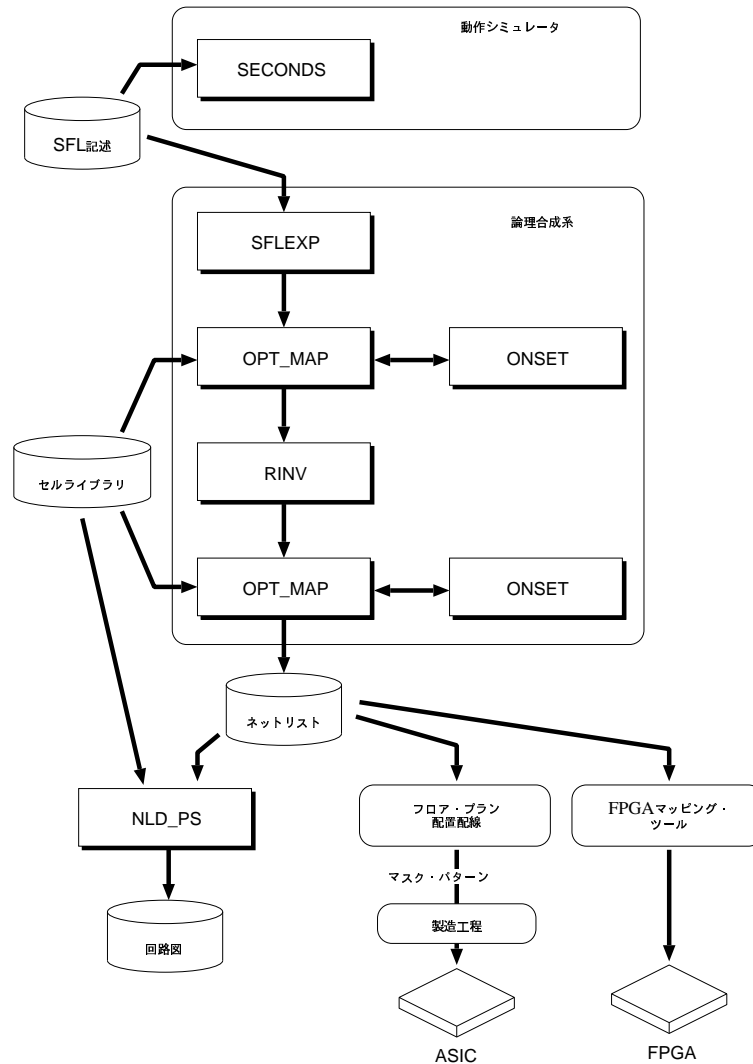 動作シミュレータ
SECONDS
SFL記述
論理合成系
SFLEXP
OPT_MAP
ONSET
セルライブラリ
RINV
OPT_MAP
ONSET
ネットリスト
NLD_PS
フロア・プラン
配置配線
FPGAマッピング・
ツール
マスク・パターン
製造工程
回路図
ASIC
FPGA